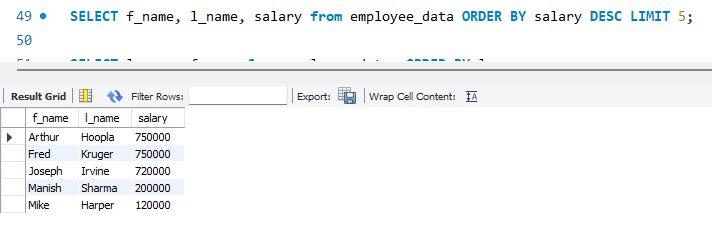 49 SELECT f_name, l_name, salary from employee_data ORDER BY salary DESC LIMIT 5;
50
Result Grid Filter Rows: Export: Wrap Cell Content: IA
f_name l_name salary
Arthur Hoopla 750000
Fred Kruger 750000
Joseph Irvine 720000
Manish Sharma 200000
Mike Harper 120000